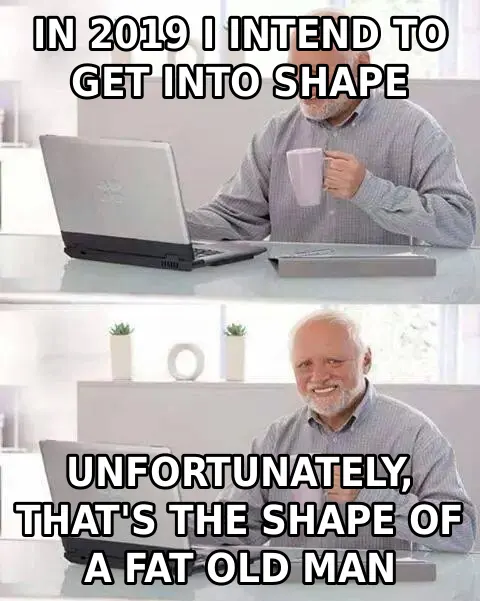 IN 2019 I INTEND TO
GET INTO SHAPE
UNFORTUNATELY,
THAT'S THE SHAPE OF
A FAT OLD MAN